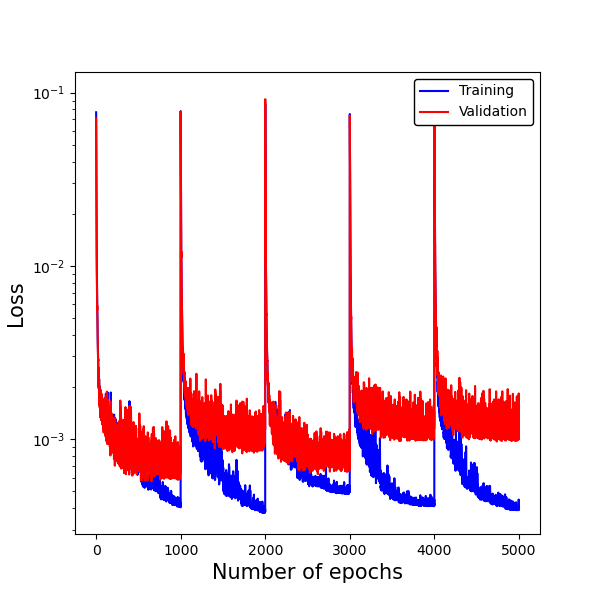 Training
Validation
10⁻¹
10⁻²
10⁻³
Loss
0 1000 2000 3000 4000 5000
Number of epochs